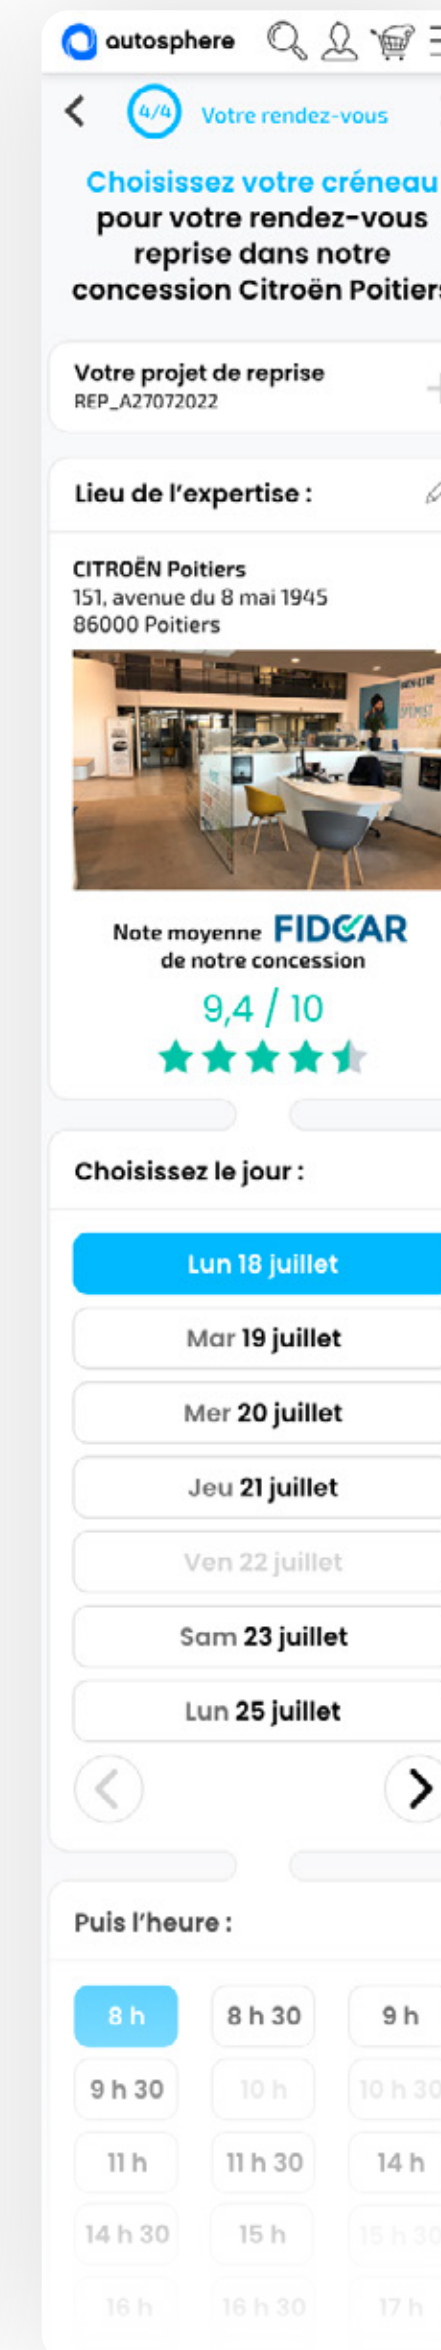 autosphere
4/4 Votre rendez-vous
Choisissez votre créneau
pour votre rendez-vous
reprise dans notre
concession Citroën Poitiers
Votre projet de reprise
REP_A27072022
Lieu de l'expertise :
CITROËN Poitiers
151, avenue du 8 mai 1945
86000 Poitiers
Note moyenne FIDCAR
de notre concession
9,4 / 10
Choisissez le jour :
Lun 18 juillet
Mar 19 juillet
Mer 20 juillet
Jeu 21 juillet
Ven 22 juillet
Sam 23 juillet
Lun 25 juillet
Puis l'heure :
8 h 8 h 30 9 h
9 h 30 10 h 10 h 30
11 h 11 h 30 14 h
14 h 30 15 h 15 h 30
16 h 16 h 30 17 h